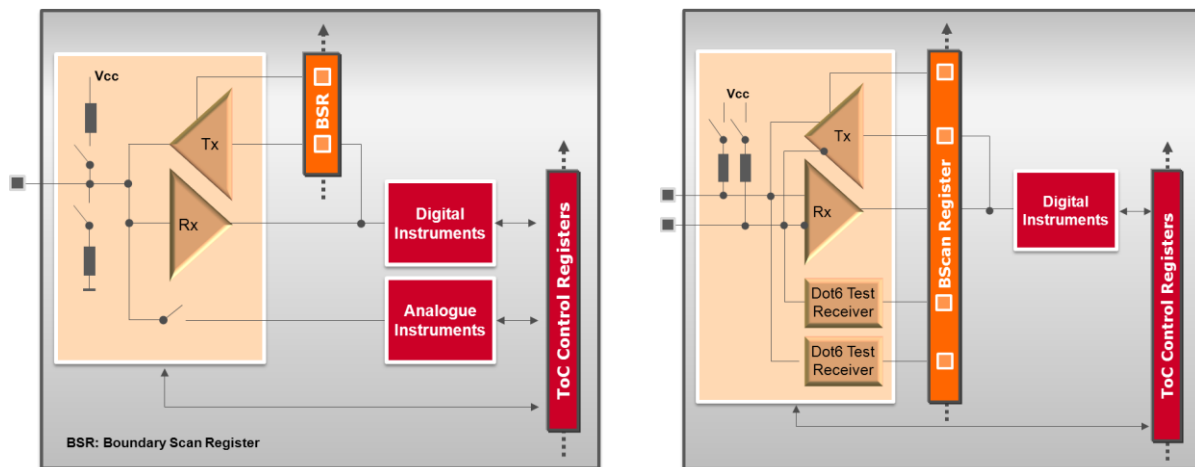 Vcc
Tx
Rx
BSR
Digital
Instruments
Analogue
Instruments
ToC Control Registers
BSR: Boundary Scan Register
Vcc
Tx
Rx
Dot6 Test
Receiver
Dot6 Test
Receiver
BScan Register
Digital
Instruments
ToC Control Registers